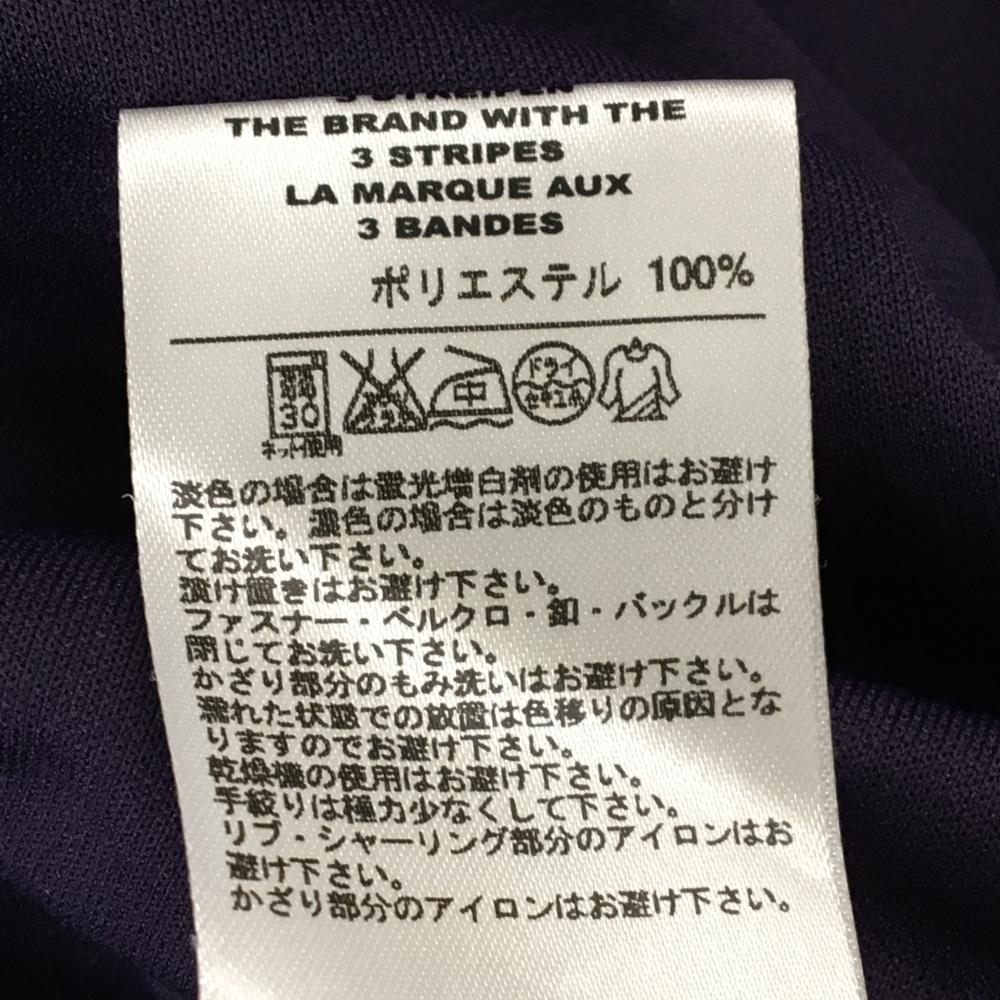 THE BRAND WITH THE
3 STRIPES
LA MARQUE AUX
3 BANDES
ポリエステル 100%
30 中 ドライ セキユ系
ネット使用
淡色の場合は蛍光増白剤の使用はお避け
下さい。濃色の場合は淡色のものと分け
てお洗い下さい。
漬け置きはお避け下さい。
ファスナー・ベルクロ・釦・バックルは
閉じてお洗い下さい。
かざり部分のもみ洗いはお避け下さい。
濡れた状態での放置は色移りの原因とな
りますのでお避け下さい。
乾燥機の使用はお避け下さい。
手絞りは極力少なくして下さい。
リブ・シャーリング部分のアイロンはお
避け下さい。
かざり部分のアイロンはお避け下さい。